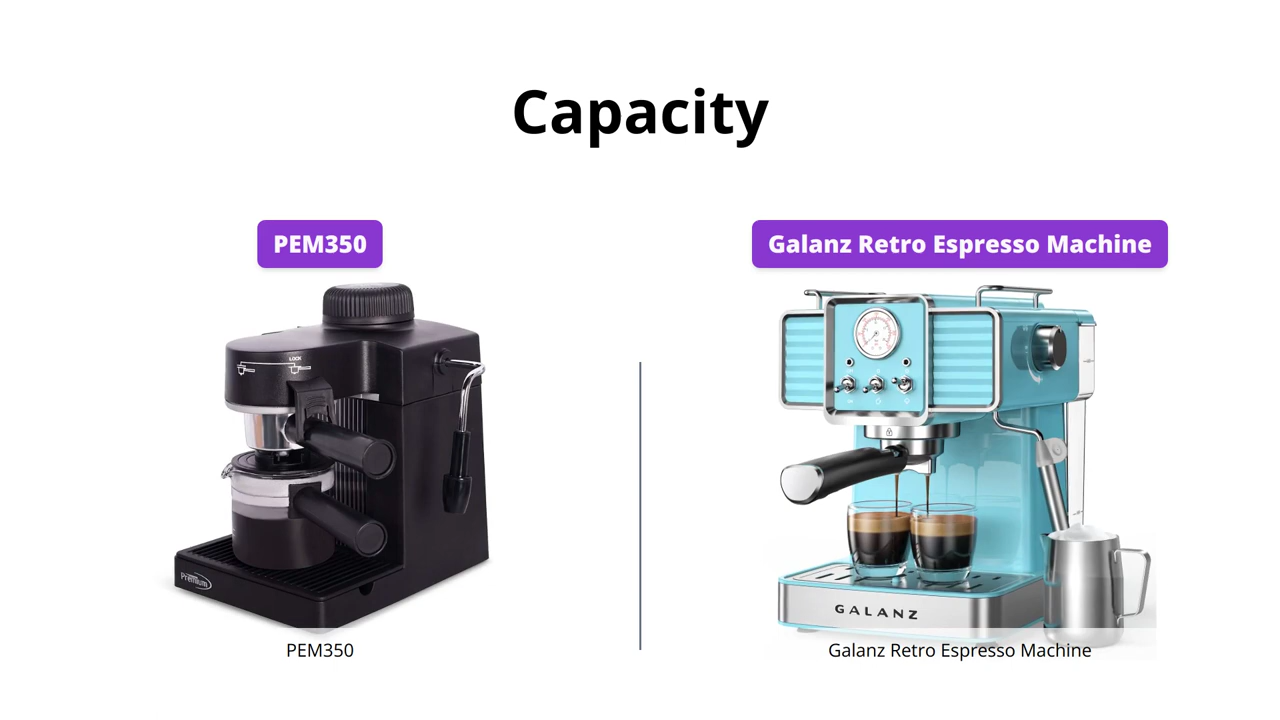 Capacity
PEM350
Galanz Retro Espresso Machine
LOCK
Premium
GALANZ
PEM350
Galanz Retro Espresso Machine